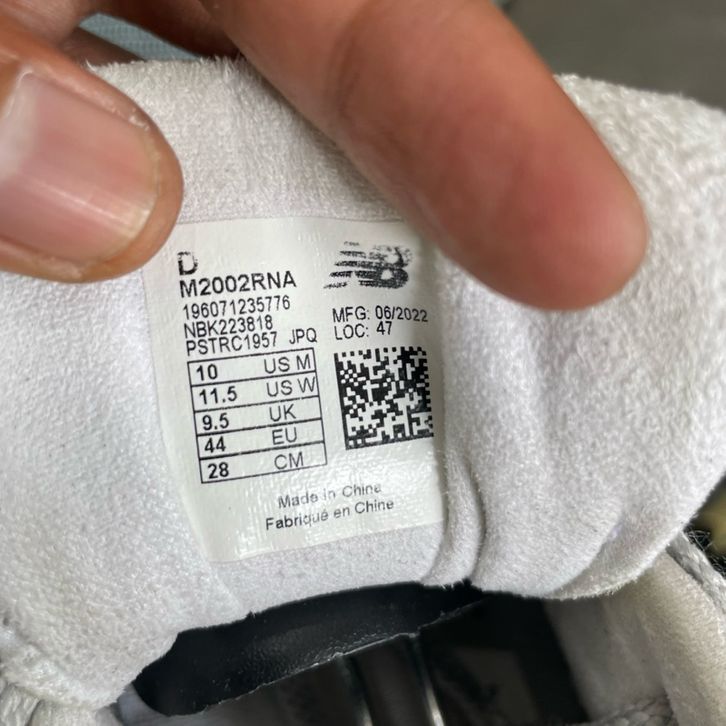 D
M2002RNA
196071235776
NBK223818
PSTRC1957 JPQ
NB
MFG: 06/2022
LOC: 47
10 US M
11.5 US W
9.5 UK
44 EU
28 CM
Made in China
Fabriqué en Chine